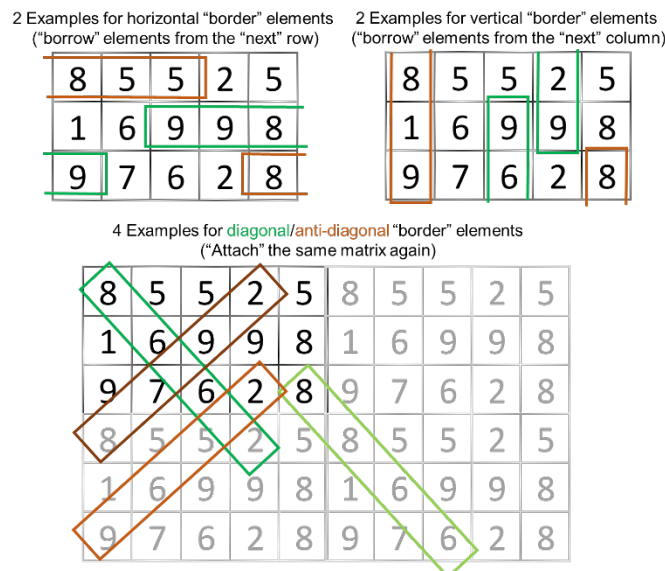 2 Examples for horizontal “border” elements
(“borrow” elements from the “next” row)
8 5 5 2 5
1 6 9 9 8
9 7 6 2 8
2 Examples for vertical “border” elements
(“borrow” elements from the “next” column)
8 5 5 2 5
1 6 9 9 8
9 7 6 2 8
4 Examples for diagonal/anti-diagonal “border” elements
(“Attach” the same matrix again)
8 5 5 2 5 8 5 5 2 5
1 6 9 9 8 1 6 9 9 8
9 7 6 2 8 9 7 6 2 8
8 5 5 2 5 8 5 5 2 5
1 6 9 9 8 1 6 9 9 8
9 7 6 2 8 9 7 6 2 8